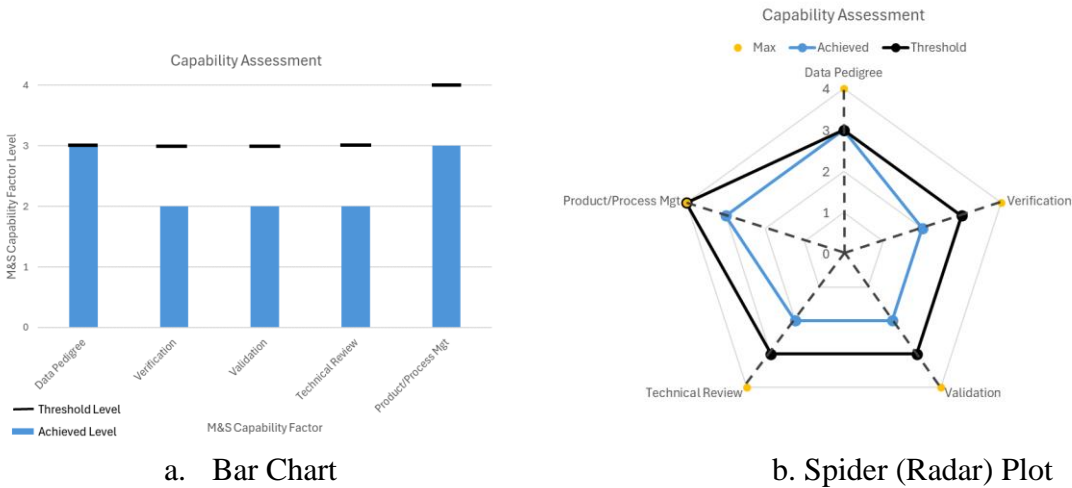 Capability Assessment
4
3
2
1
0
M&S Capability Factor Level
Data Pedigree
Verification
Validation
Technical Review
Product/Process Mgt
Threshold Level
Achieved Level
M&S Capability Factor
a. Bar Chart
Capability Assessment
Max Achieved Threshold
Data Pedigree
4
3
2
1
0
Product/Process Mgt
Verification
Technical Review
Validation
b. Spider (Radar) Plot